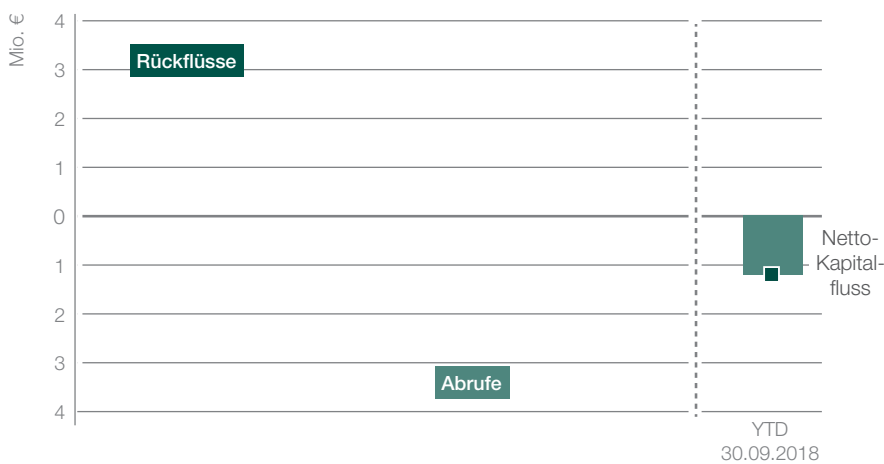 Mio. €
4
3
2
1
0
1
2
3
4
Rückflüsse
Abrufe
Netto-
Kapital-
fluss
YTD
30.09.2018